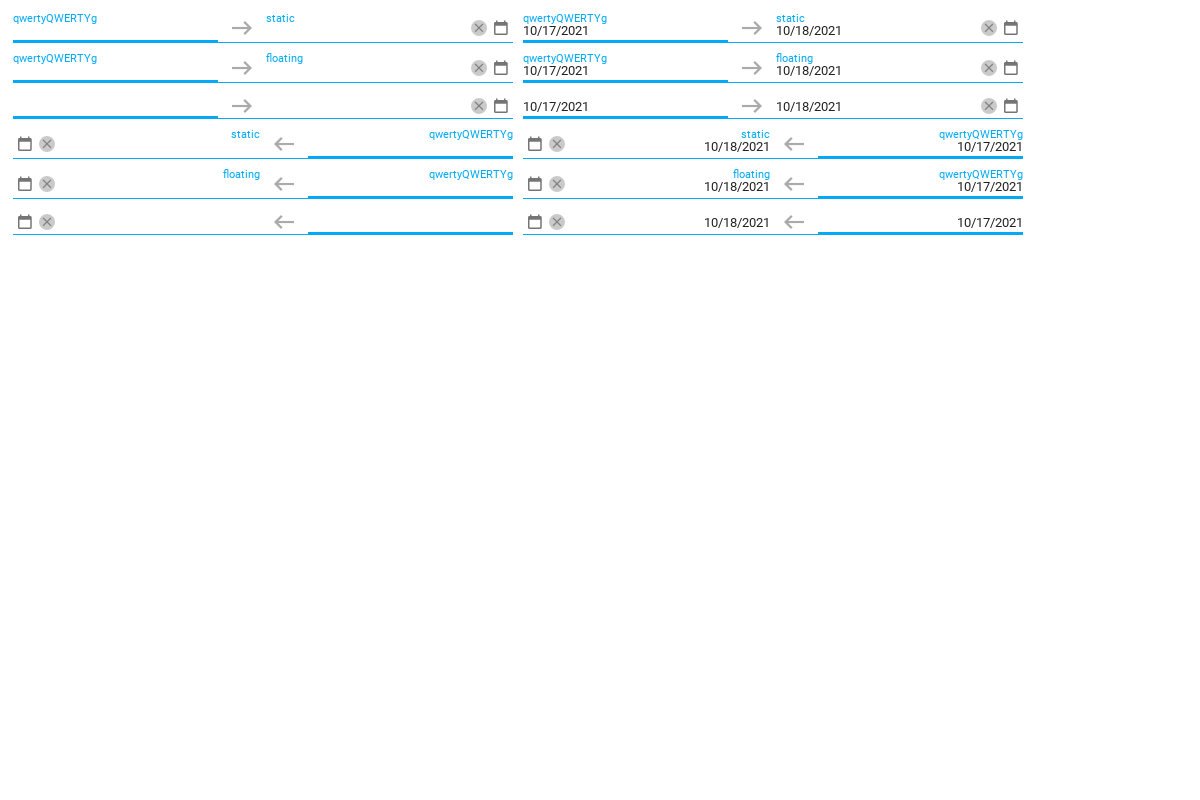 qwertyQWERTYg static qwertyQWERTYg static
10/17/2021 10/18/2021
qwertyQWERTYg floating qwertyQWERTYg floating
10/17/2021 10/18/2021
10/17/2021 10/18/2021
static qwertyQWERTYg static qwertyQWERTYg
10/18/2021 10/17/2021
floating qwertyQWERTYg floating qwertyQWERTYg
10/18/2021 10/17/2021
10/18/2021 10/17/2021